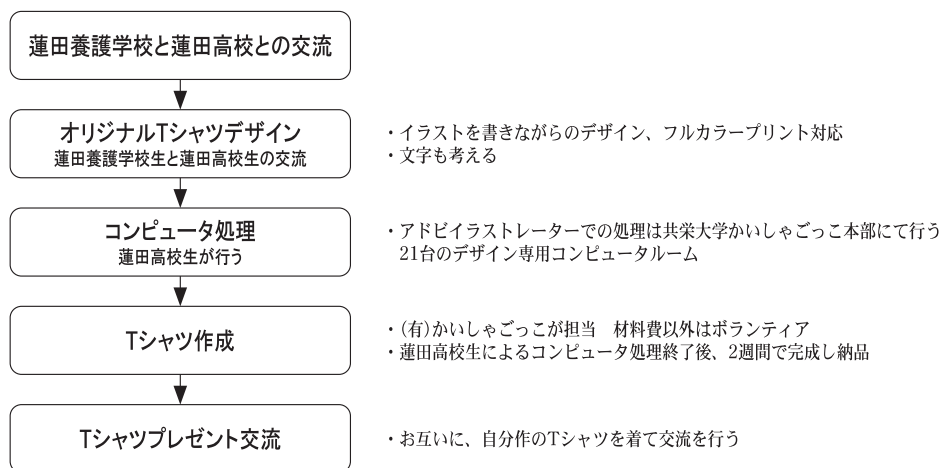 蓮田養護学校と蓮田高校との交流
オリジナルTシャツデザイン
蓮田養護学校生と蓮田高校生の交流
・イラストを書きながらのデザイン、フルカラープリント対応
・文字も考える
コンピュータ処理
蓮田高校生が行う
・アドビイラストレーターでの処理は共栄大学かいしゃごっこ本部にて行う
21台のデザイン専用コンピュータルーム
Tシャツ作成
・(有)かいしゃごっこが担当　材料費以外はボランティア
・蓮田高校生によるコンピュータ処理終了後、2週間で完成し納品
Tシャツプレゼント交流
・お互いに、自分作のTシャツを着て交流を行う